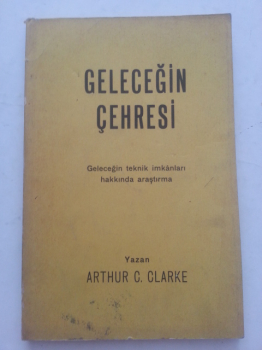 GELECEĞİN
ÇEHRESİ
Geleceğin teknik imkânları
hakkında araştırma
Yazan
ARTHUR C. CLARKE